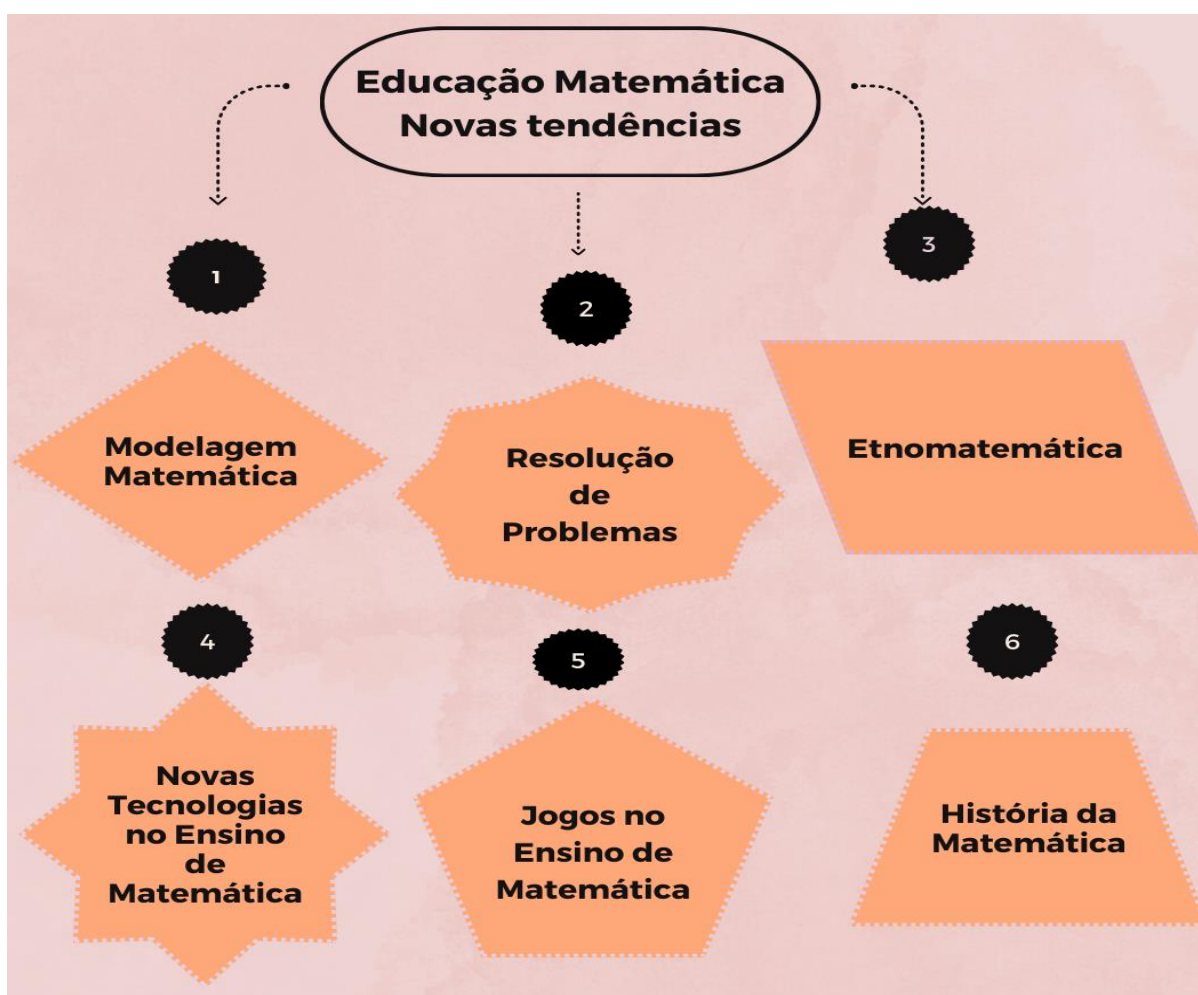 Educação Matemática
Novas tendências
1
2
3
Modelagem
Matemática
Resolução
de
Problemas
Etnomatemática
4
5
6
Novas
Tecnologias
no Ensino
de
Matemática
Jogos no
Ensino de
Matemática
História da
Matemática